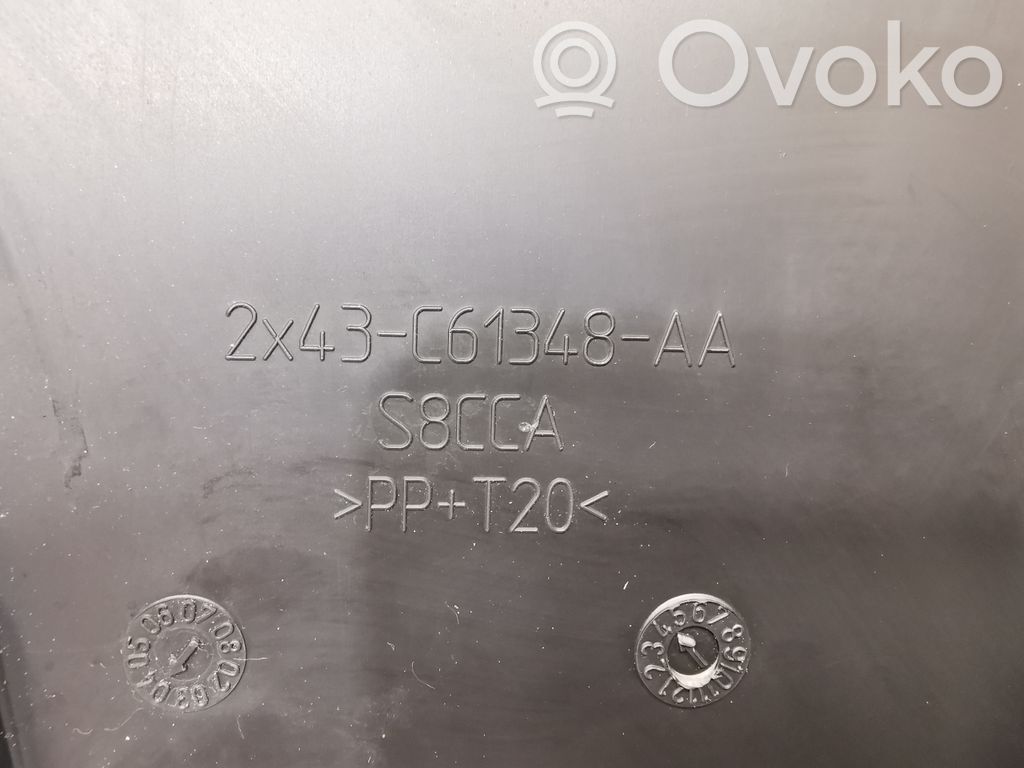 Ovoko
2x43-C61348-AA
S8CCA
>PP+T20<